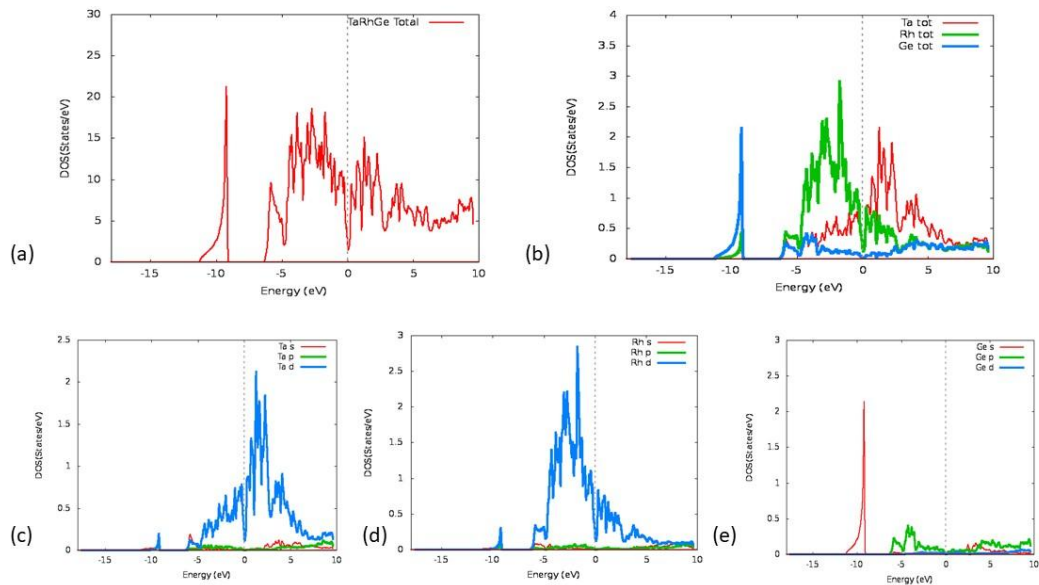 TaRhGe Total
30
25
20
15
10
5
0
DOS(States/eV)
-15
-10
-5
0
5
10
Energy (eV)
(a)
Ta tot
Rh tot
Ge tot
4
3.5
3
2.5
2
1.5
1
0.5
0
DOS(States/eV)
-15
-10
-5
0
5
10
Energy (eV)
(b)
Ta s
Ta p
Ta d
2.5
2
1.5
1
0.5
0
DOS(States/eV)
-15
-10
-5
0
5
10
Energy (eV)
(c)
Rh s
Rh p
Rh d
3
2.5
2
1.5
1
0.5
0
DOS(States/eV)
-15
-10
-5
0
5
10
Energy (eV)
(d)
Ge s
Ge p
Ge d
3
2.5
2
1.5
1
0.5
0
DOS(States/eV)
-15
-10
-5
0
5
10
Energy (eV)
(e)